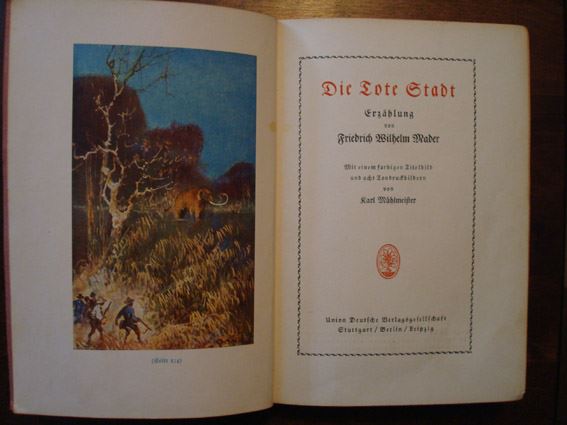 Die Tote Stadt
Erzählung
von
Friedrich Wilhelm Mader
Mit einem farbigen Titelbild
und acht Tondruckbildern
von
Karl Mühlmeister
Union Deutsche Verlagsgesellschaft
Stuttgart / Berlin / Leipzig
(Seite